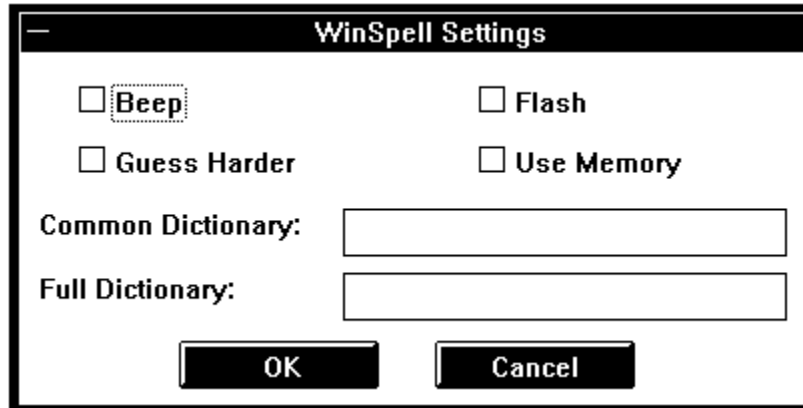 WinSpell Settings
Beep Flash
Guess Harder Use Memory
Common Dictionary:
Full Dictionary:
OK Cancel